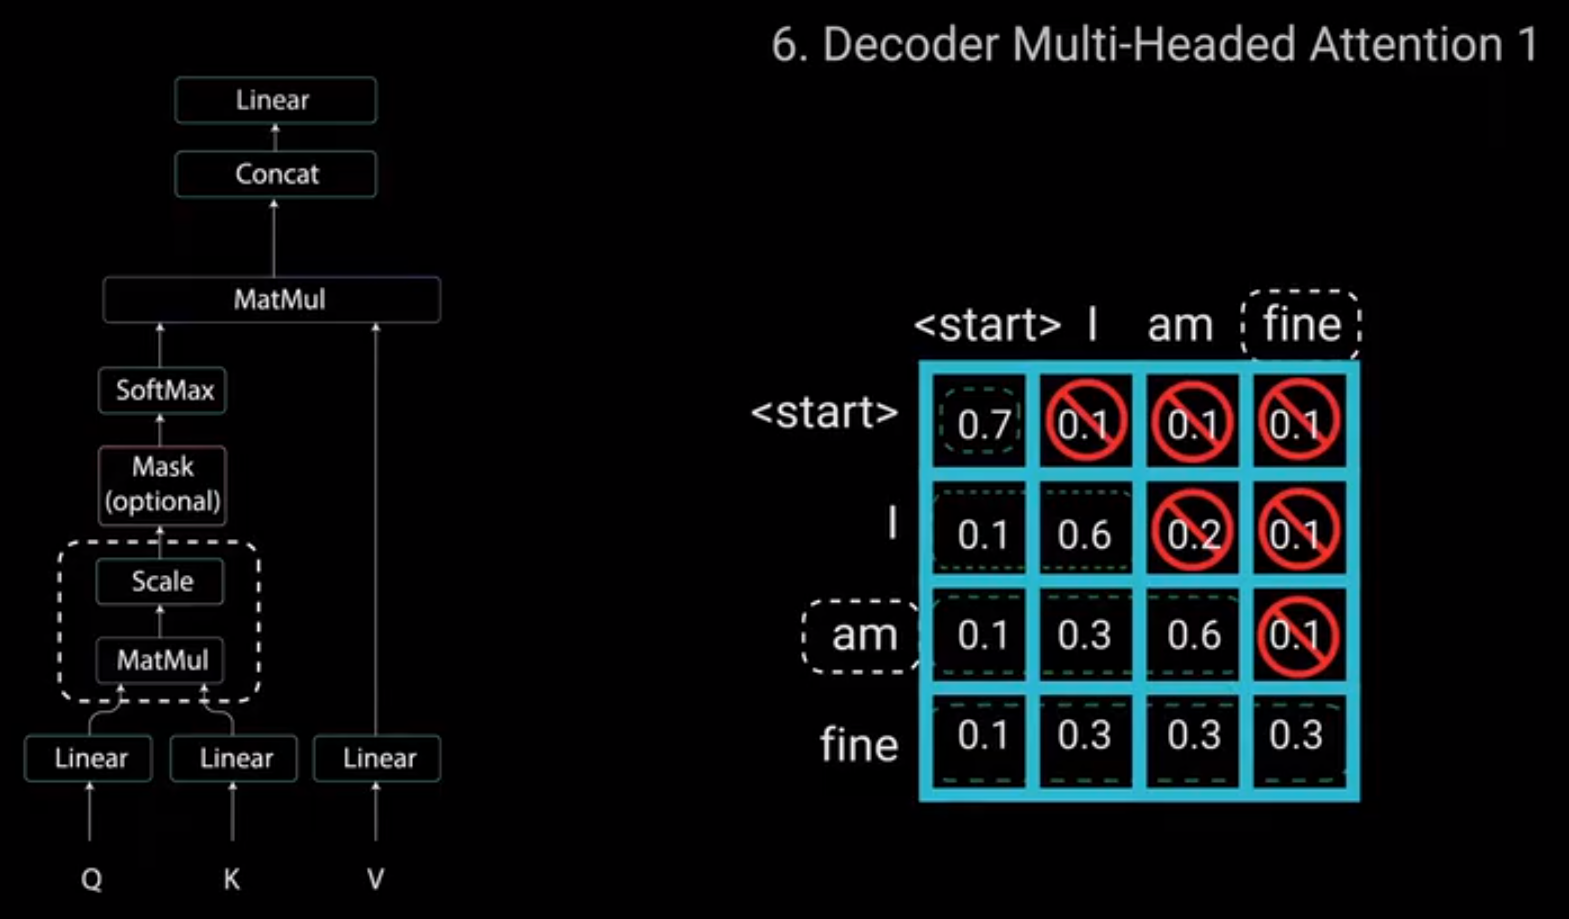 6. Decoder Multi-Headed Attention 1
Linear
Concat
MatMul
SoftMax
Mask
(optional)
Scale
MatMul
Linear Linear Linear
Q K V
<start> I am fine
<start> 0.7 0.1 0.1 0.1
I 0.1 0.6 0.2 0.1
am 0.1 0.3 0.6 0.1
fine 0.1 0.3 0.3 0.3